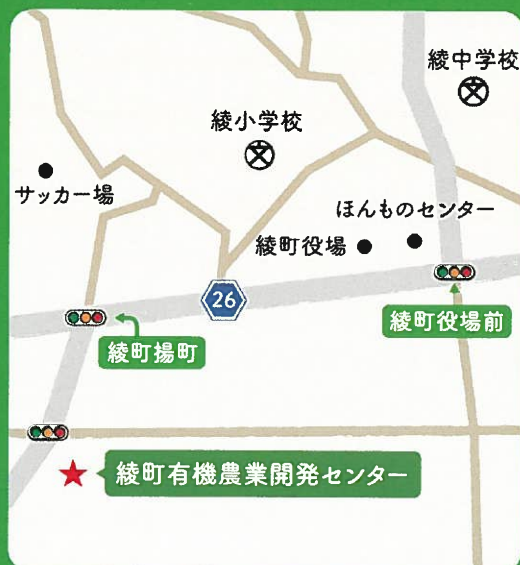 綾中学校
綾小学校
サッカー場
ほんものセンター
綾町役場
26
綾町役場前
綾町揚町
綾町有機農業開発センター